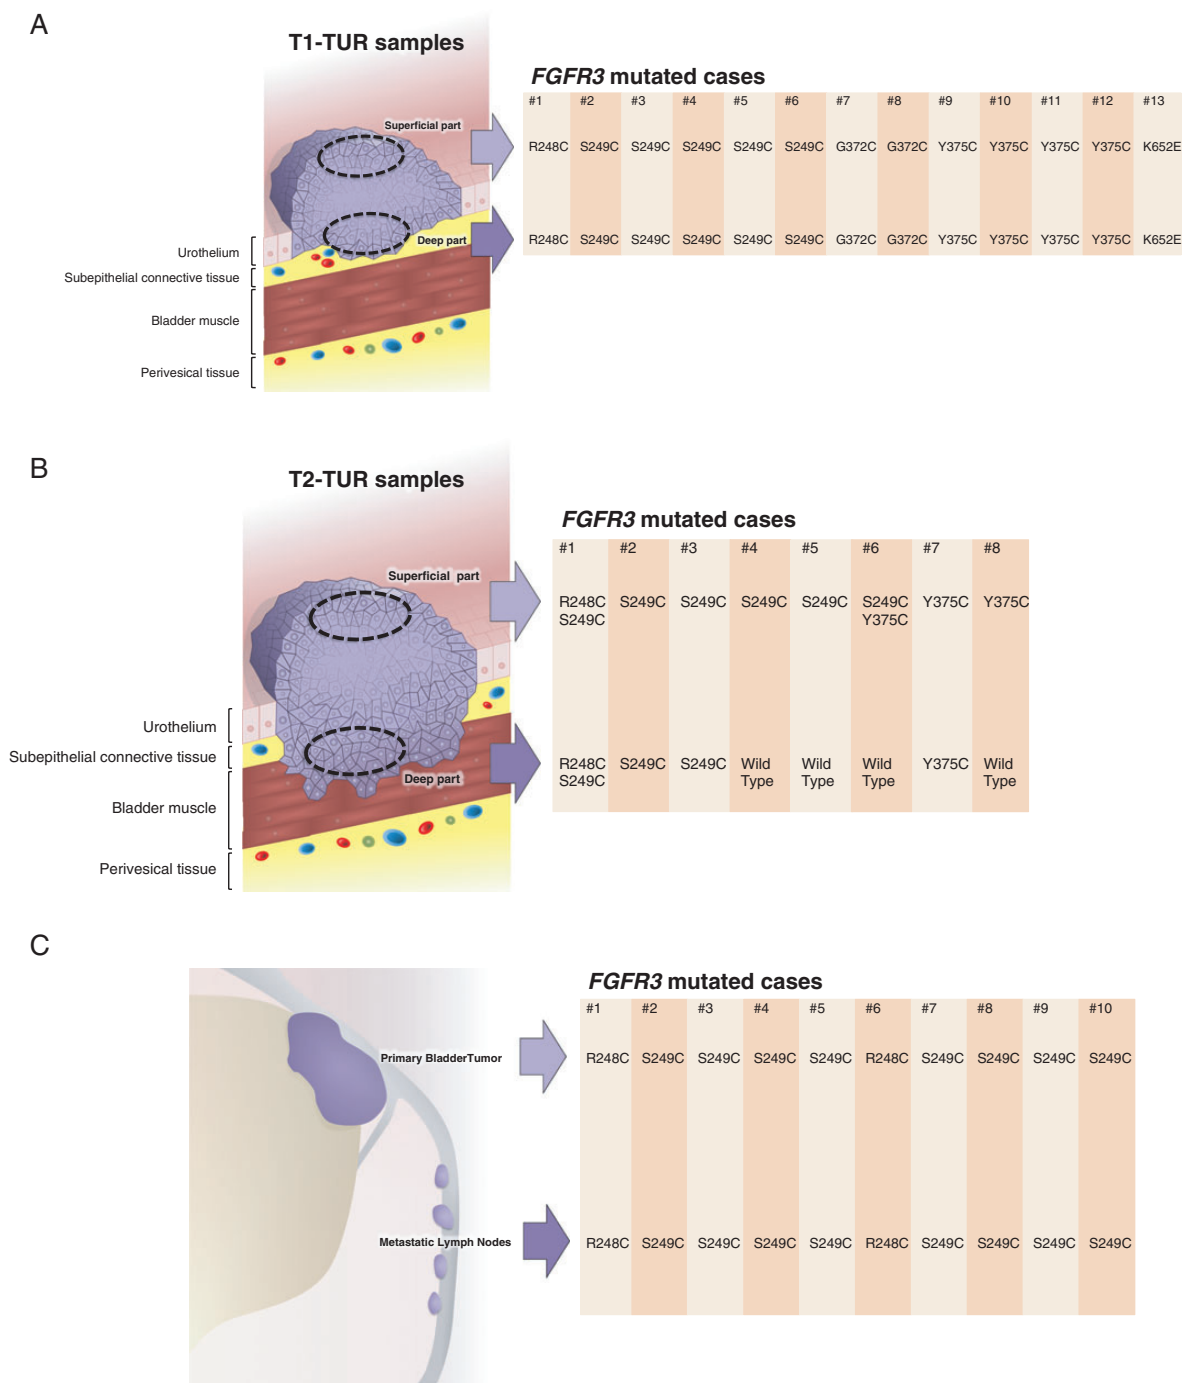 A
T1-TUR samples
FGFR3 mutated cases
#1 #2 #3 #4 #5 #6 #7 #8 #9 #10 #11 #12 #13
Superficial part
R248C S249C S249C S249C S249C S249C G372C G372C Y375C Y375C Y375C Y375C K652E
Deep part
R248C S249C S249C S249C S249C S249C G372C G372C Y375C Y375C Y375C Y375C K652E
Urothelium
Subepithelial connective tissue
Bladder muscle
Perivesical tissue
B
T2-TUR samples
FGFR3 mutated cases
#1 #2 #3 #4 #5 #6 #7 #8
Superficial part
R248C S249C S249C S249C S249C S249C Y375C Y375C
S249C Y375C
Urothelium
Subepithelial connective tissue
Deep part
R248C S249C S249C Wild Wild Wild Y375C Wild
S249C Type Type Type Type
Bladder muscle
Perivesical tissue
C
FGFR3 mutated cases
#1 #2 #3 #4 #5 #6 #7 #8 #9 #10
Primary BladderTumor
R248C S249C S249C S249C S249C R248C S249C S249C S249C S249C
Metastatic Lymph Nodes
R248C S249C S249C S249C S249C R248C S249C S249C S249C S249C